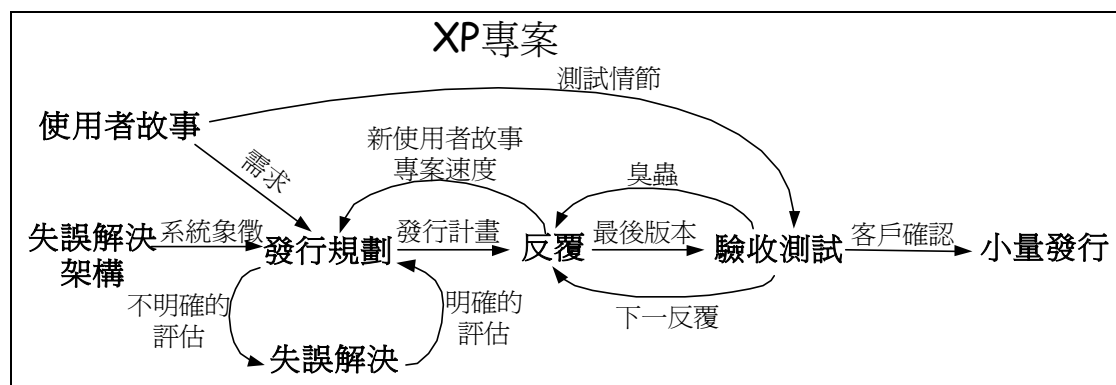 XP專案
測試情節
使用者故事
新使用者故事
專案速度
需求
臭蟲
失誤解決
架構
系統象徵
發行規劃
發行計畫
反覆
最後版本
驗收測試
客戶確認
小量發行
不明確的
評估
明確的
評估
下一反覆
失誤解決